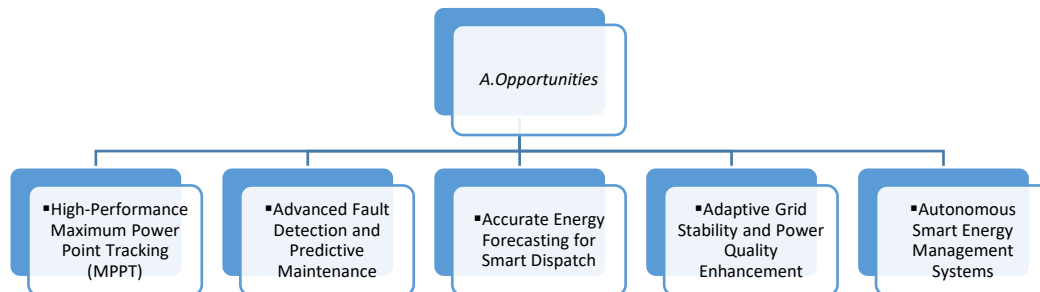 A.Opportunities
▪High-Performance
Maximum Power
Point Tracking
(MPPT)
▪Advanced Fault
Detection and
Predictive
Maintenance
▪Accurate Energy
Forecasting for
Smart Dispatch
▪Adaptive Grid
Stability and Power
Quality
Enhancement
▪Autonomous
Smart Energy
Management
Systems